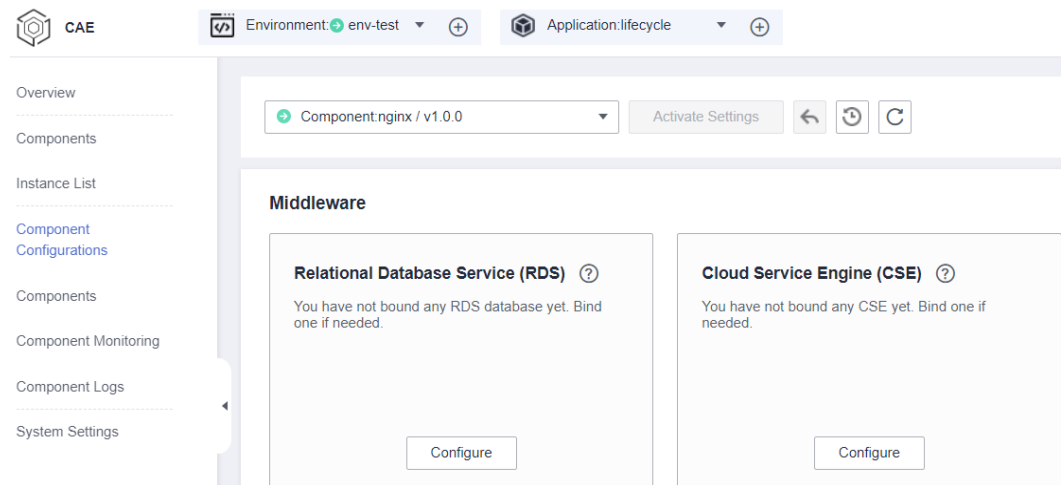 CAE
Environment: env-test
Application:lifecycle
Overview
Components
Instance List
Component
Configurations
Components
Component Monitoring
Component Logs
System Settings
Component:nginx / v1.0.0
Activate Settings
Middleware
Relational Database Service (RDS)
You have not bound any RDS database yet. Bind
one if needed.
Configure
Cloud Service Engine (CSE)
You have not bound any CSE yet. Bind one if
needed.
Configure